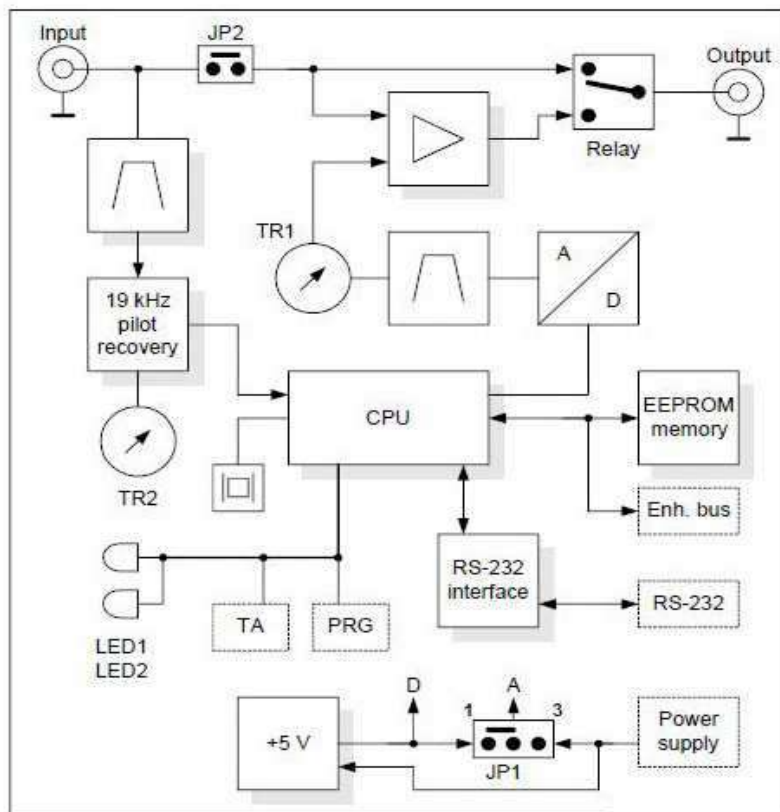 Input
JP2
Output
Relay
TR1
A
D
19 kHz
pilot
recovery
CPU
EEPROM
memory
TR2
Enh. bus
RS-232
interface
RS-232
TA
PRG
LED1
LED2
D
A
1
3
+5 V
JP1
Power
supply